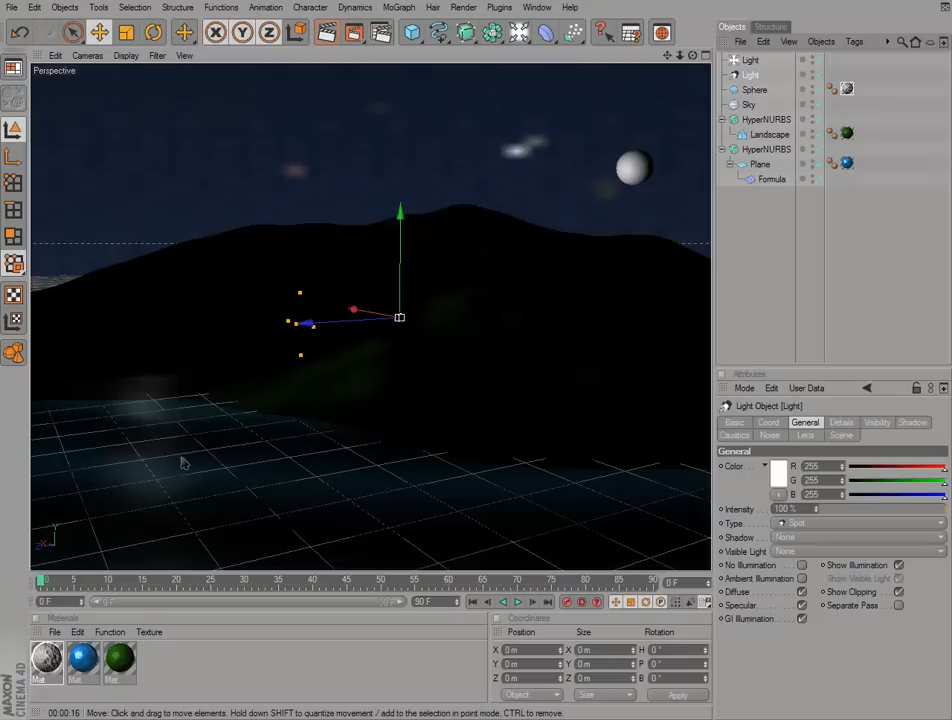 File Edit Objects Tools Selection Structure Functions Animation Character Dynamics MoGraph Hair Render Plugins Window Help
X Y Z
Objects Structure
Edit Cameras Display Filter View
File Edit View Objects Tags
Perspective
Light
Light
Sphere
Sky
HyperNURBS
Landscape
HyperNURBS
Plane
Formula
Attributes
Mode Edit User Data
Light Object [Light]
Basic Coord General Details Visibility Shadow
Caustics Noise Lens Scene
General
Color R 255
G 255
B 255
Intensity 100 %
Type Spot
Shadow None
Visible Light None
No Illumination Show Illumination
Ambient Illumination Show Visible Light
Diffuse Show Clipping
Specular Separate Pass
GI Illumination
Y
X
Z
0 5 10 15 20 25 30 35 40 45 50 55 60 65 70 75 80 85 90 0 F
0 F 0 F 90 F 90 F
Materials
File Edit Function Texture
Mat Mat Mat
Coordinates
Position Size Rotation
X 0 m X 0 m H 0 °
Y 0 m Y 0 m P 0 °
Z 0 m Z 0 m B 0 °
Object Size Apply
MAXON
CINEMA 4D
00:00:16 Move: Click and drag to move elements. Hold down SHIFT to quantize movement / add to the selection in point mode, CTRL to remove.